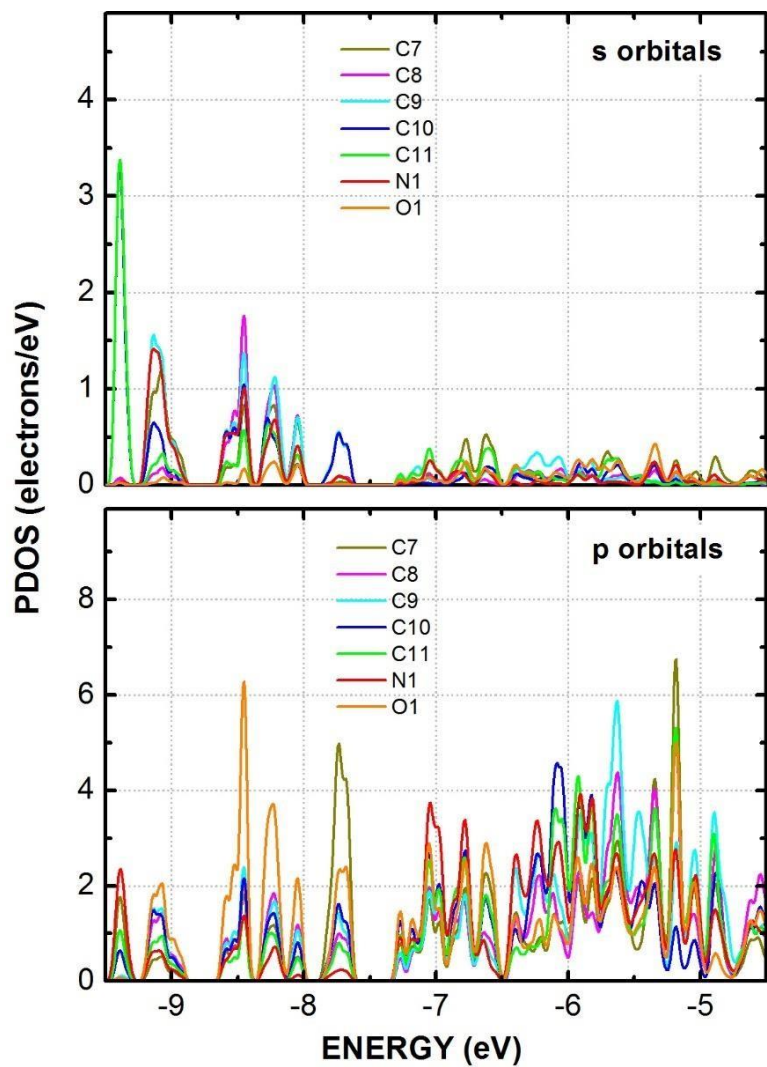 s orbitals
C7
C8
C9
C10
C11
N1
O1
4
3
2
1
0
PDOS (electrons/eV)
p orbitals
C7
C8
C9
C10
C11
N1
O1
8
6
4
2
0
-9 -8 -7 -6 -5
ENERGY (eV)